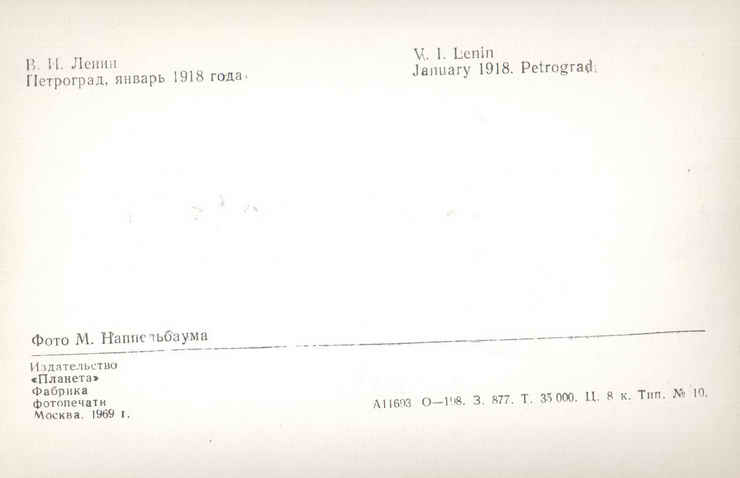 В. И. Ленин
Петроград, январь 1918 года.
V. I. Lenin
January 1918. Petrograd.
Фото М. Наппельбаума
Издательство
«Планета»
Фабрика
фотопечати
Москва. 1969 г.
А11693 О—198. З. 877. Т. 35 000. Ц. 8 к. Тип. № 10.